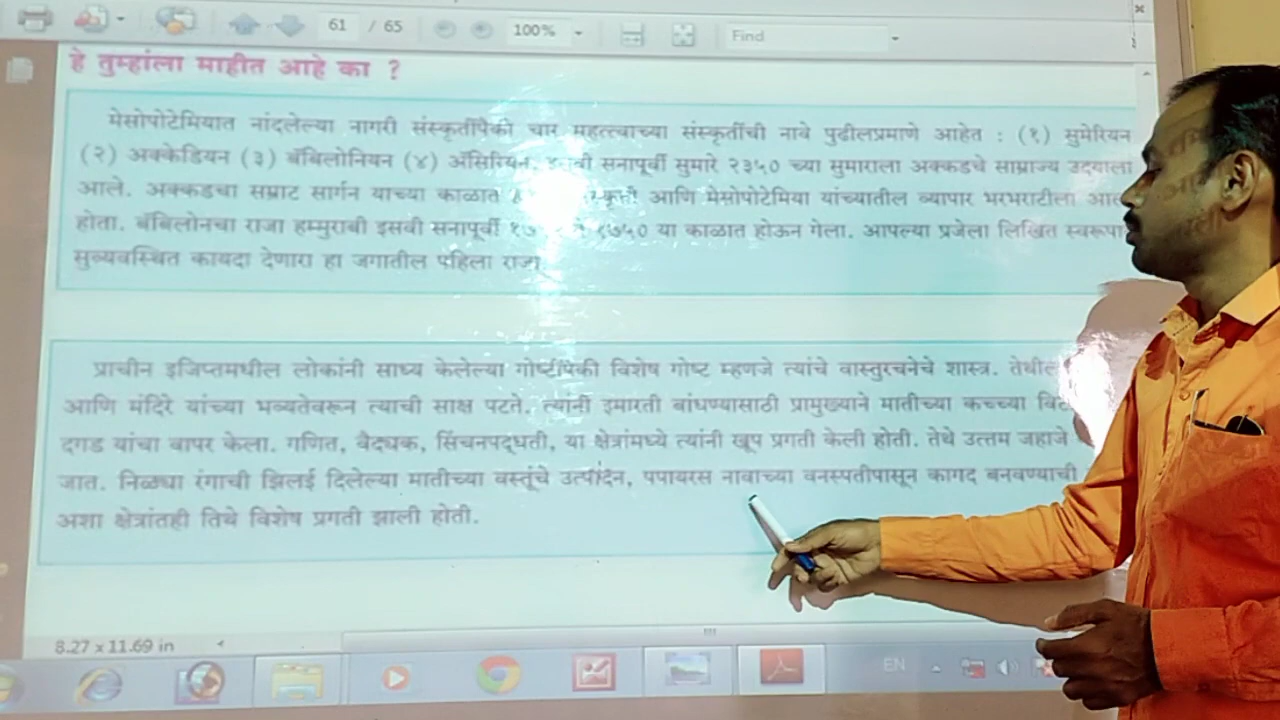 61 / 65
100%
Find
हे तुम्हांला माहीत आहे का ?
मेसोपोटेमियात नांदलेल्या नागरी संस्कृतींपैकी चार महत्त्वाच्या संस्कृतींची नावे पुढीलप्रमाणे आहेत : (१) सुमेरियन
(२) अक्केडियन (३) बॅबिलोनियन (४) ॲसिरियन. सनापूर्वी सुमारे २३५० च्या सुमाराला अक्कडचे साम्राज्य उदयाला
आले. अक्कडचा सम्राट सार्गन याच्या काळात आणि मेसोपोटेमिया यांच्यातील व्यापार भरभराटीला
होता. बॅबिलोनचा राजा हम्मुराबी इसवी सनापूर्वी १७५० या काळात होऊन गेला. आपल्या प्रजेला लिखित
सुव्यवस्थित कायदा देणारा हा जगातील पहिला राजा
प्राचीन इजिप्तमधील लोकांनी साध्य केलेल्या गोष्टींपैकी विशेष गोष्ट म्हणजे त्यांचे वास्तुरचनेचे शास्त्र.
आणि मंदिरे यांच्या भव्यतेवरून त्याची साक्ष पटते. त्यांनी इमारती बांधण्यासाठी प्रामुख्याने मातीच्या कच्च्या
दगड यांचा वापर केला. गणित, वैद्यक, सिंचनपद्धती, या क्षेत्रांमध्ये त्यांनी खूप प्रगती केली होती. तेथे उत्तम जहाजे
जात. निळ्या रंगाची झिलई दिलेल्या मातीच्या वस्तूंचे उत्पादन, पपायरस नावाच्या वनस्पतीपासून कागद बनवण्याची
अशा क्षेत्रांतही तिथे विशेष प्रगती झाली होती.
8.27 x 11.69 in
EN